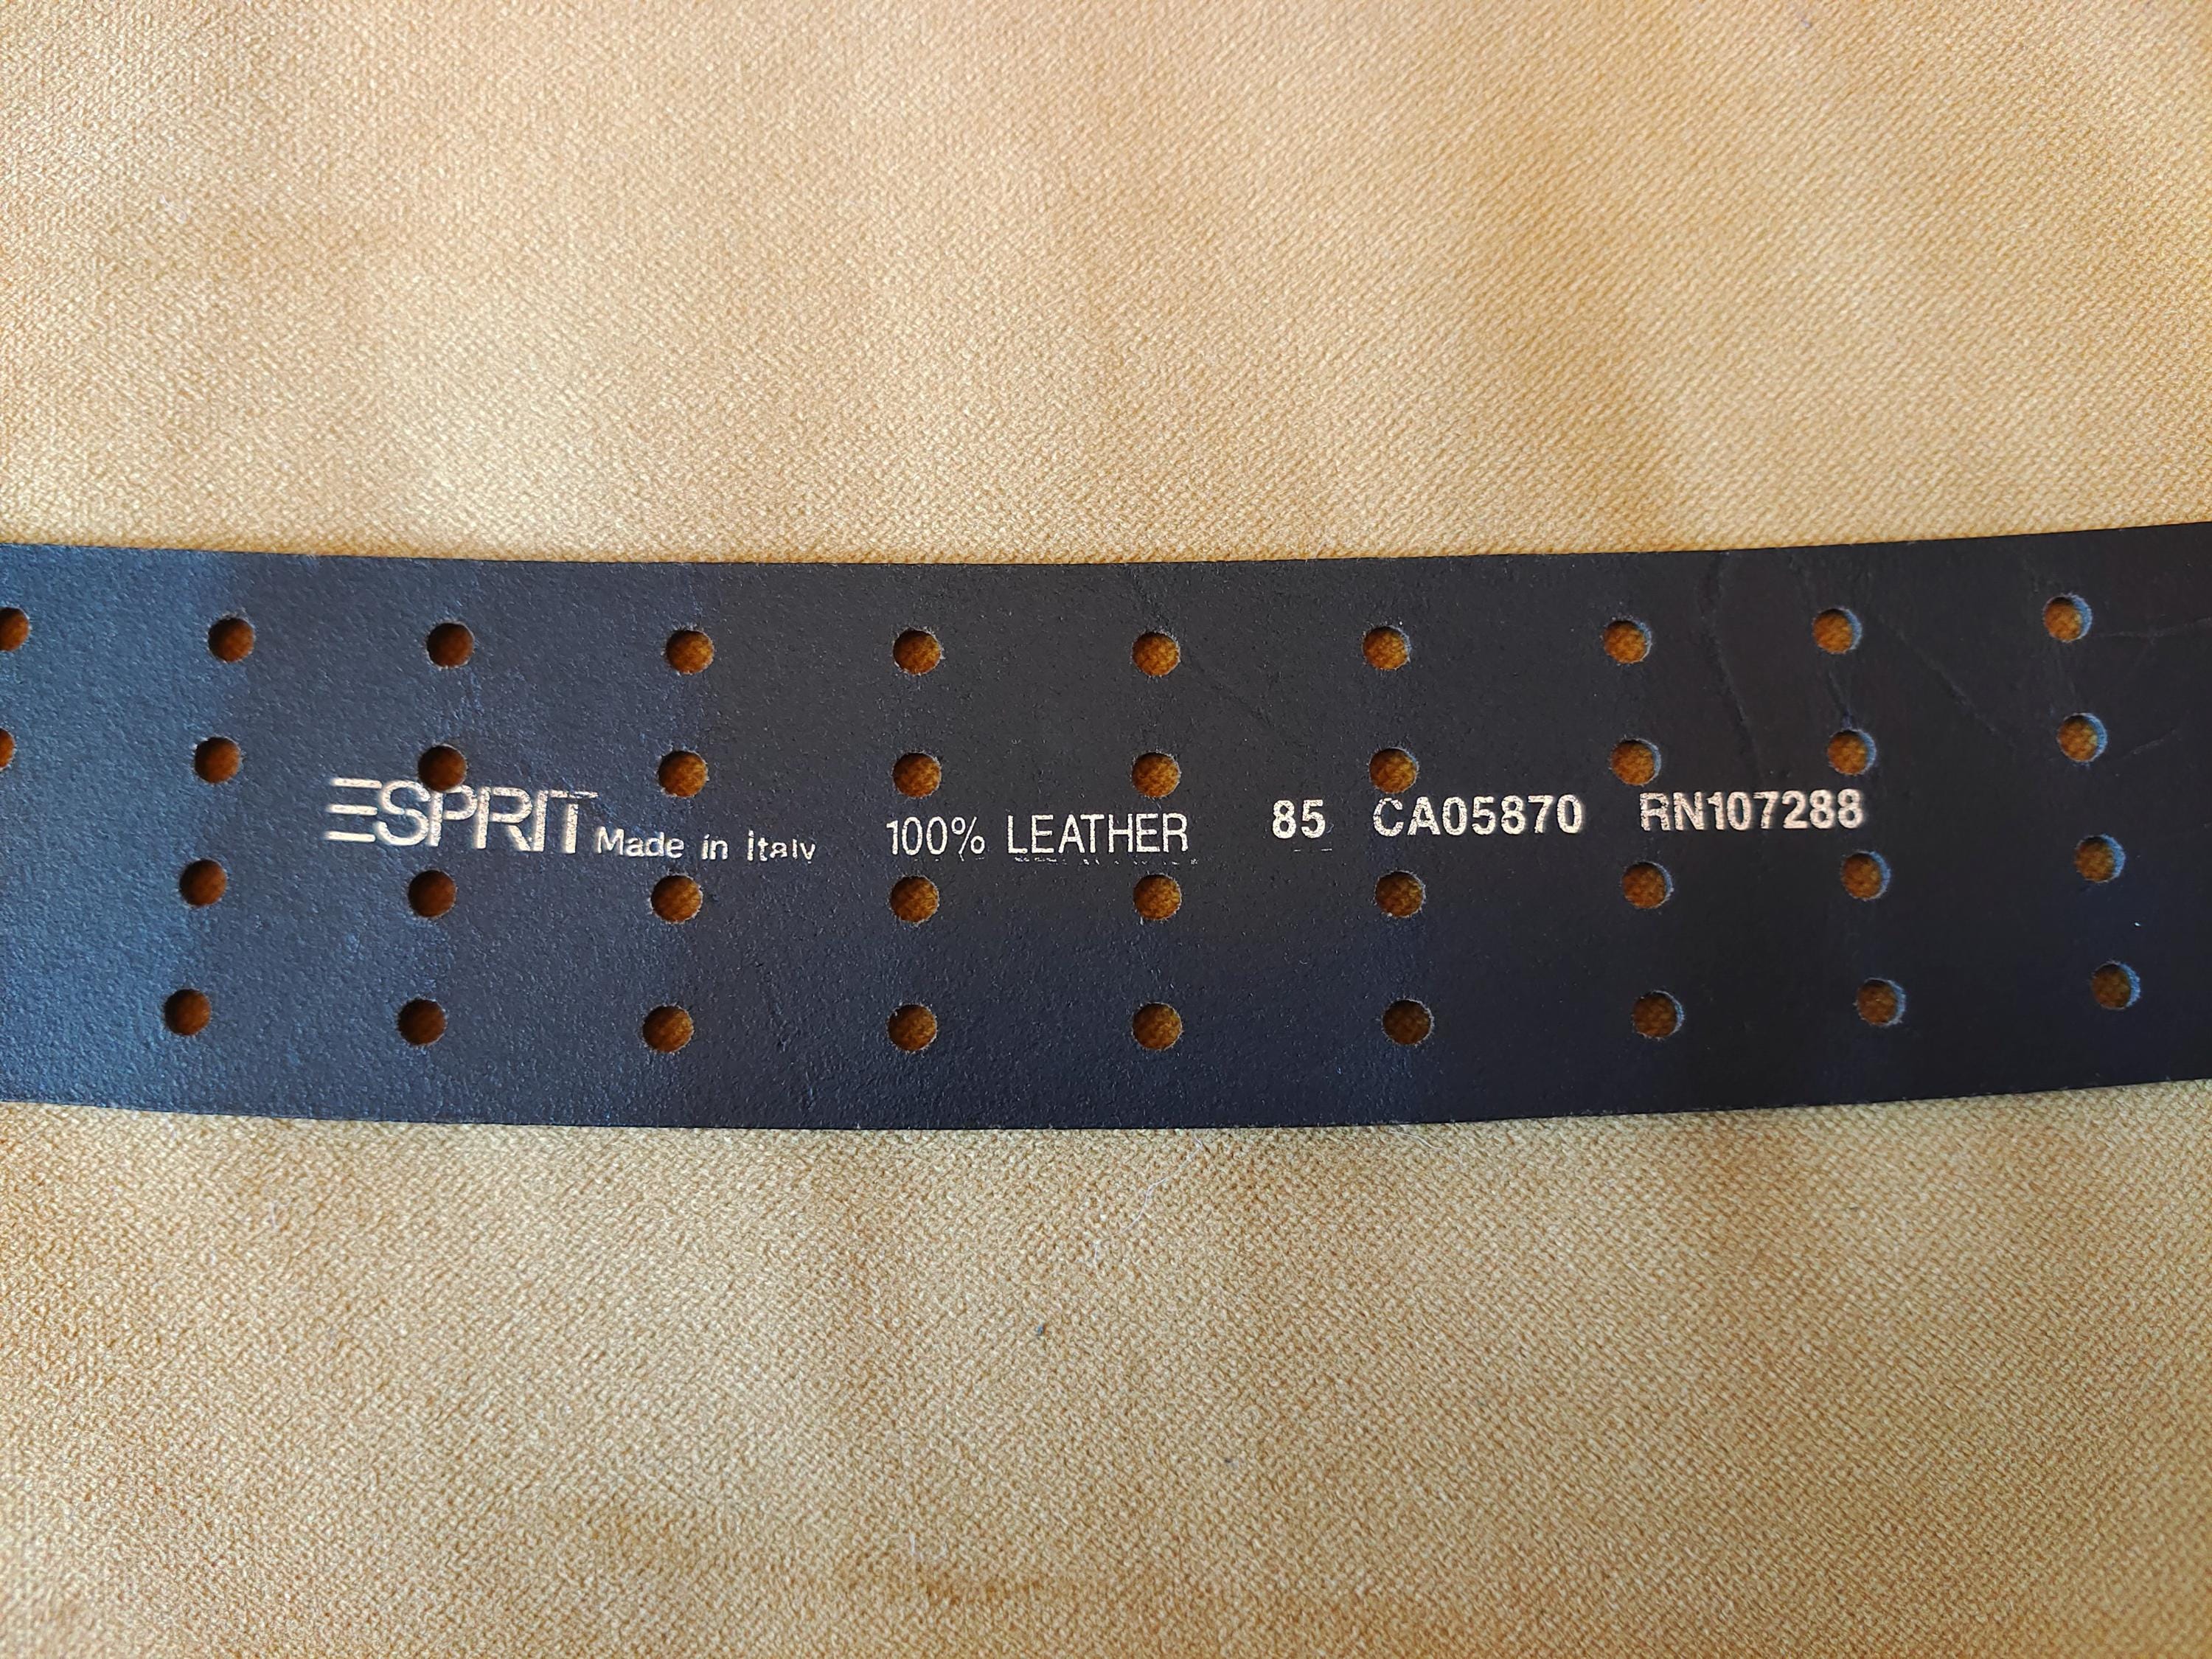 ESPRIT Made in Italy 100% LEATHER 85 CA05870 RN107288